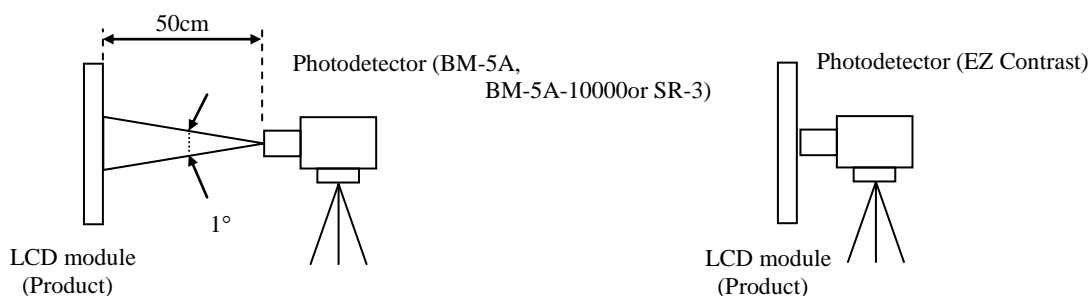 50cm
Photodetector (BM-5A,
BM-5A-10000or SR-3)
1°
LCD module
(Product)
Photodetector (EZ Contrast)
LCD module
(Product)